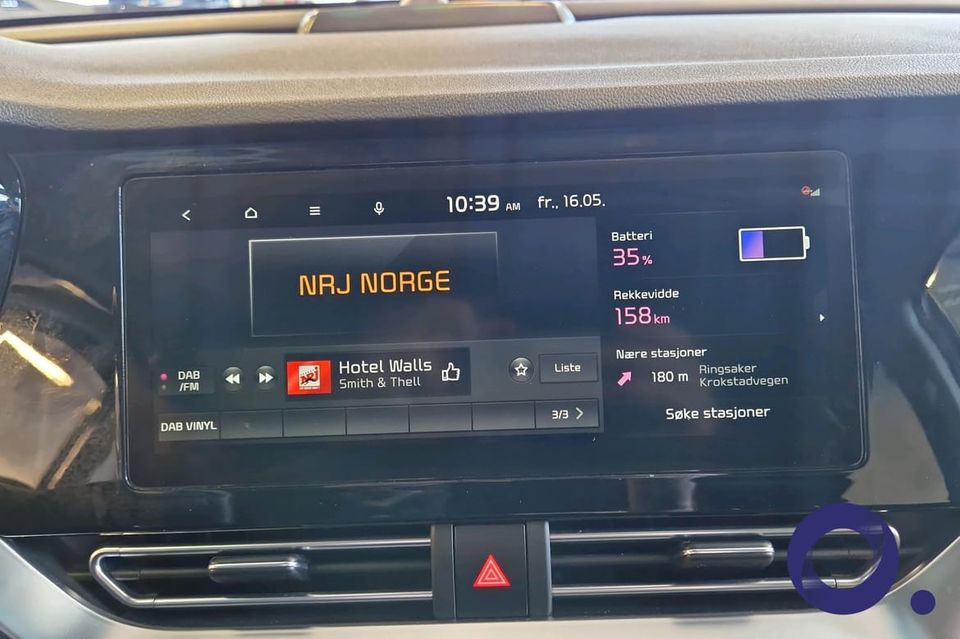 10:39 AM fr., 16.05.
NRJ NORGE
DAB
/FM
Hotel Walls
Smith & Thell
Liste
DAB VINYL
3/3
Batteri
35%
Rekkevidde
158km
Nære stasjoner
180 m
Ringsaker
Krokstadvegen
Søke stasjoner